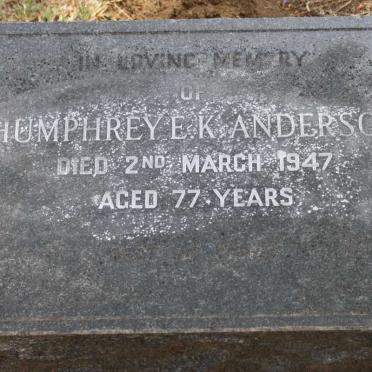 IN LOVING MEMORY
OF
HUMPHREY E. K. ANDERSO
DIED 2ND MARCH 1947
AGED 77 YEARS